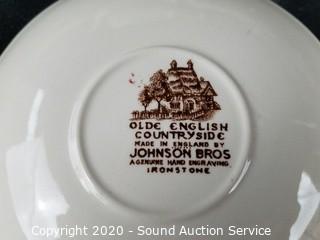 OLDE ENGLISH
COUNTRYSIDE
MADE IN ENGLAND BY
JOHNSON BROS
A GENUINE HAND ENGRAVING.
IRONSTONE
Copyright 2020 - Sound Auction Service